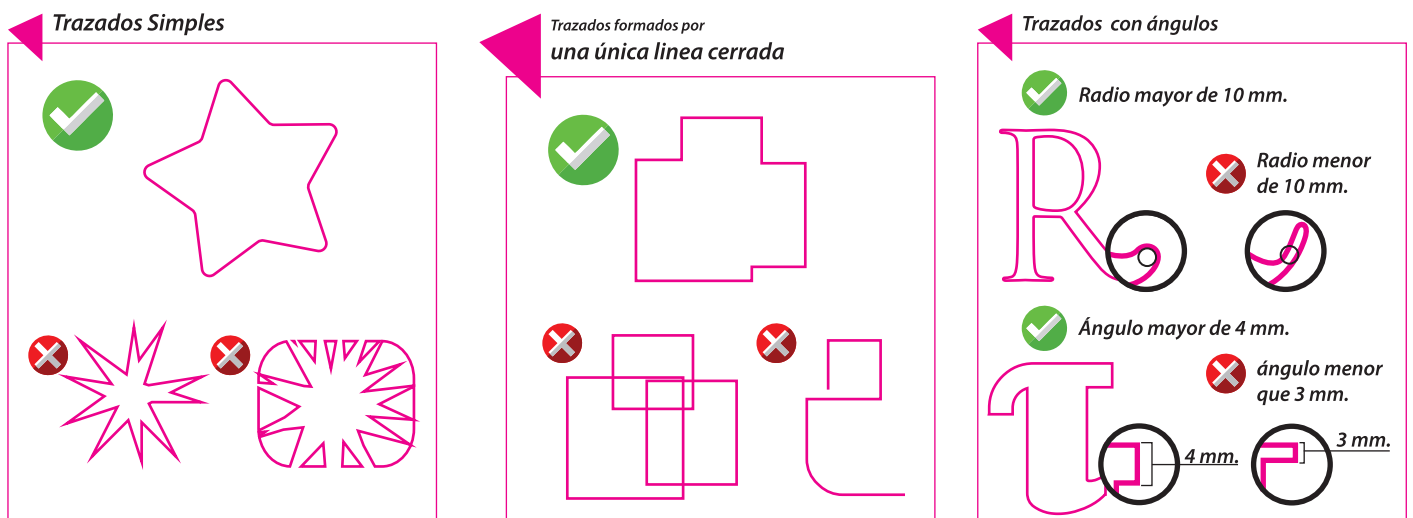 Trazados Simples
Trazados formados por
una única linea cerrada
Trazados con ángulos
Radio mayor de 10 mm.
Radio menor
de 10 mm.
Ángulo mayor de 4 mm.
ángulo menor
que 3 mm.
4 mm.
3 mm.